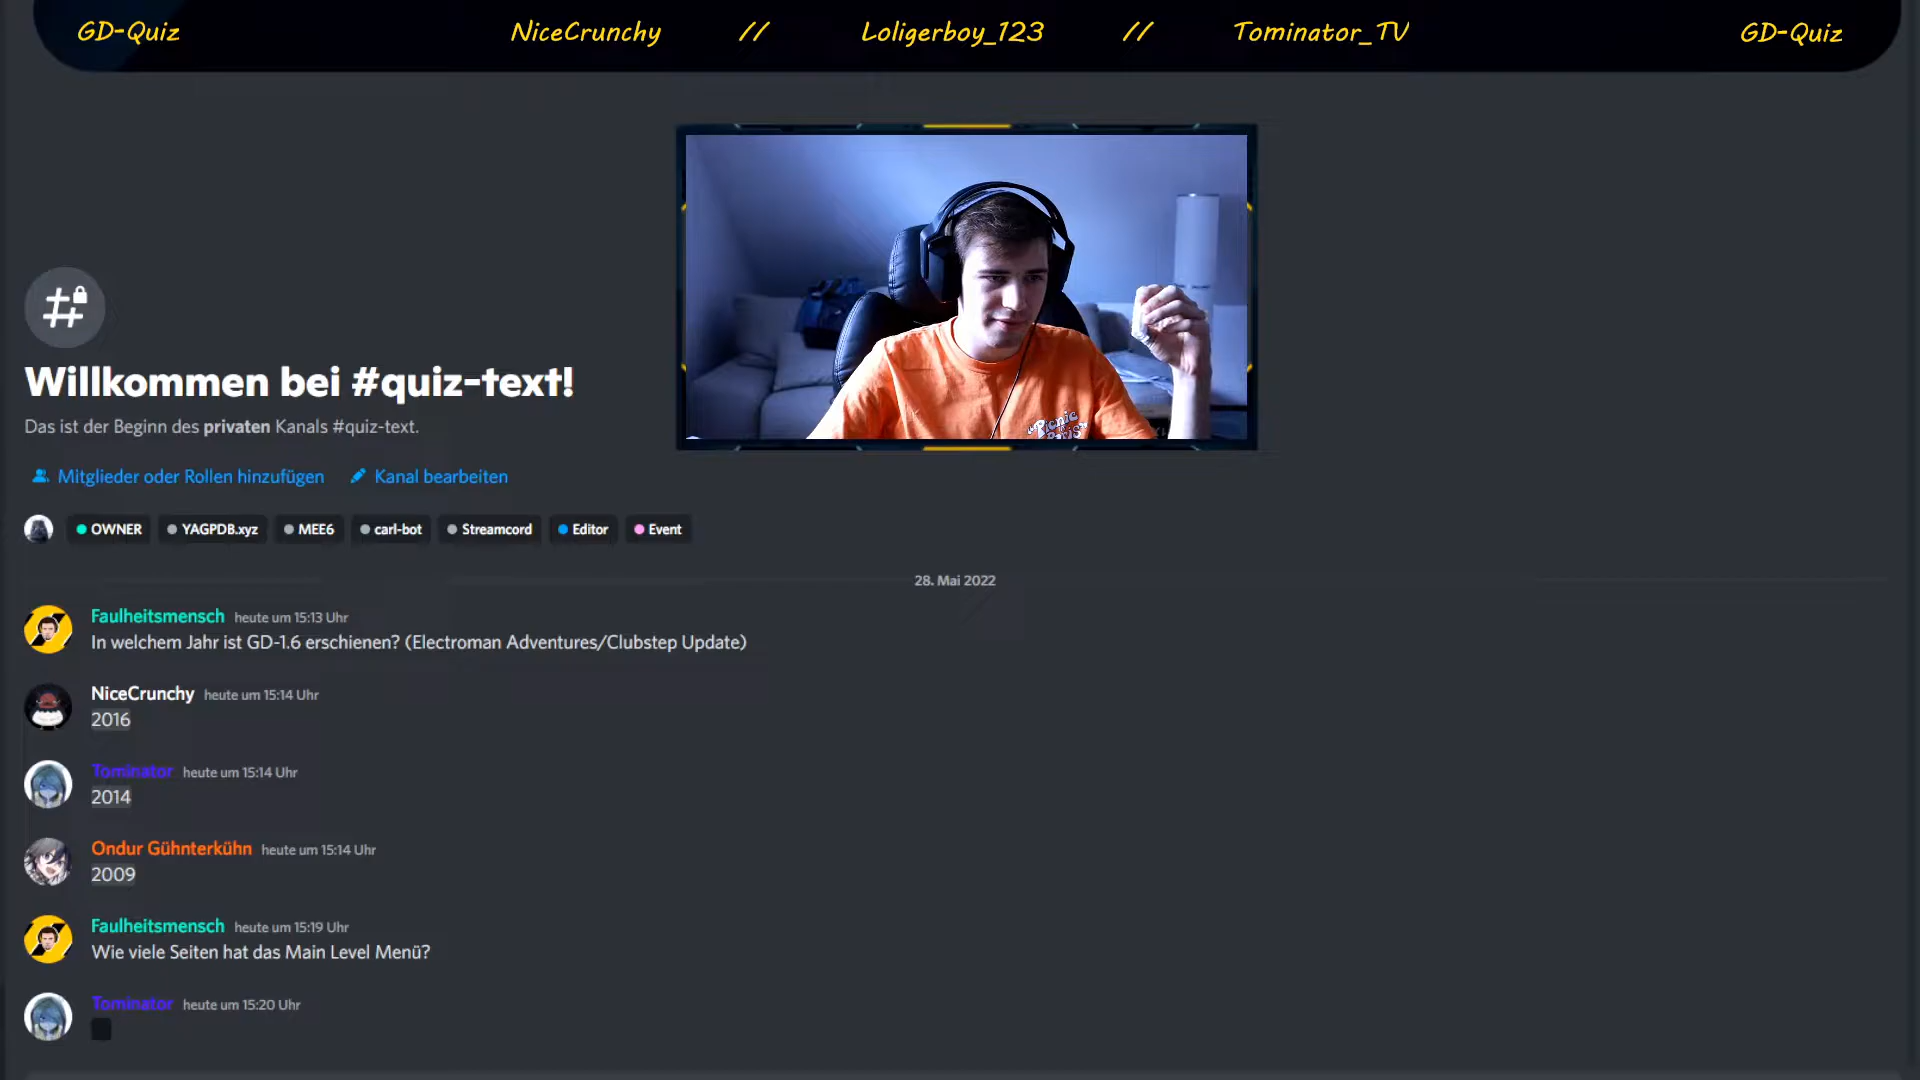 GD-Quiz NiceCrunchy // Loligerboy_123 // Tominator_TV GD-Quiz
Willkommen bei #quiz-text!
Das ist der Beginn des privaten Kanals #quiz-text.
Mitglieder oder Rollen hinzufügen Kanal bearbeiten
OWNER YAGPDB.xyz MEE6 carl-bot Streamcord Editor Event
28. Mai 2022
Faulheitsmensch heute um 15:13 Uhr
In welchem Jahr ist GD-1.6 erschienen? (Electroman Adventures/Clubstep Update)
NiceCrunchy heute um 15:14 Uhr
2016
Tominator heute um 15:14 Uhr
2014
Ondur Gühnterkühn heute um 15:14 Uhr
2009
Faulheitsmensch heute um 15:19 Uhr
Wie viele Seiten hat das Main Level Menü?
Tominator heute um 15:20 Uhr